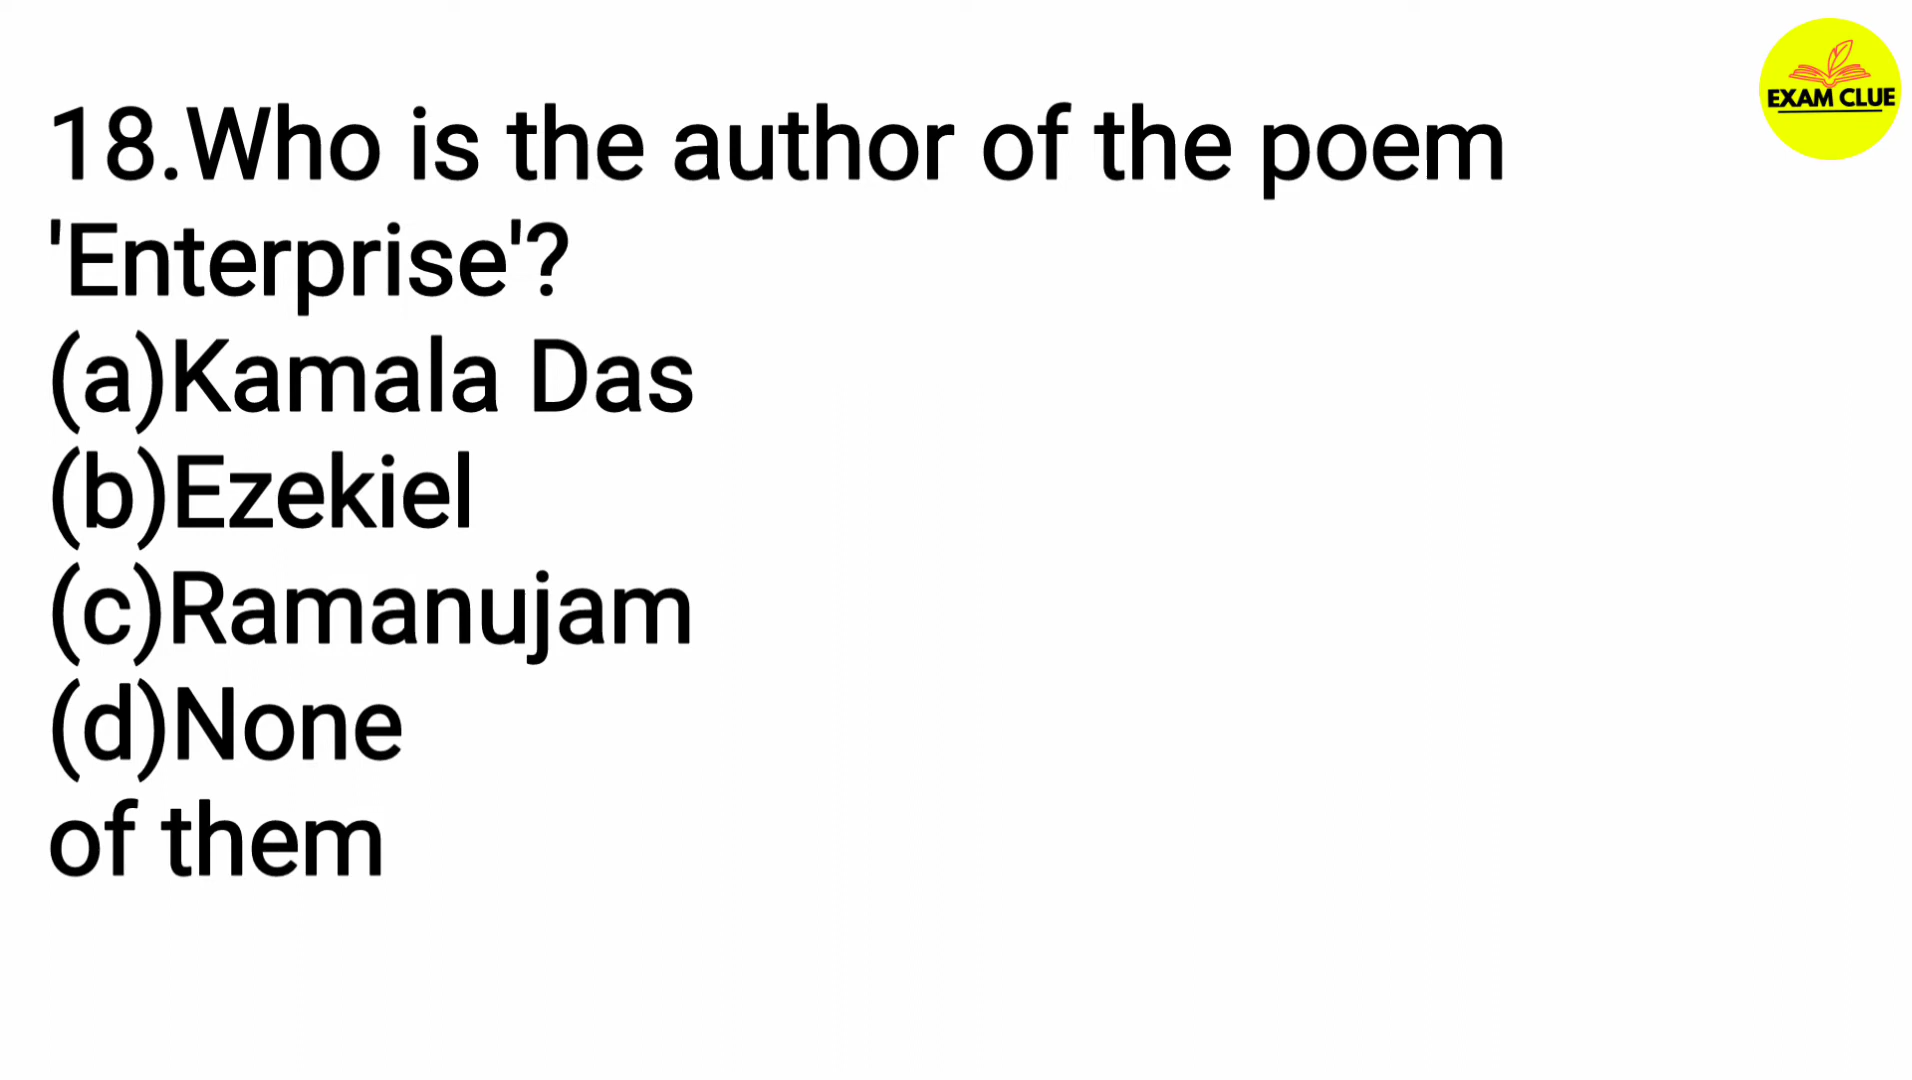 EXAM CLUE
18.Who is the author of the poem
'Enterprise'?
(a)Kamala Das
(b)Ezekiel
(c)Ramanujam
(d)None
of them